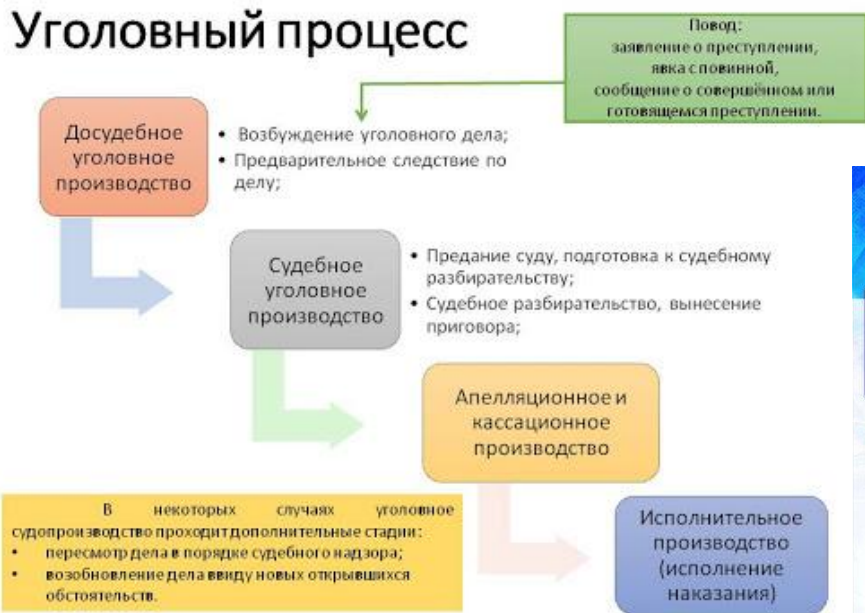 Уголовный процесс
Повод:
заявление о преступлении,
явка с повинной,
сообщение о совершённом или
готовящемся преступлении.
Досудебное
уголовное
производство
• Возбуждение уголовного дела;
• Предварительное следствие по
делу;
Судебное
уголовное
производство
• Предание суду, подготовка к судебному
разбирательству;
• Судебное разбирательство, вынесение
приговора;
Апелляционное и
кассационное
производство
В некоторых случаях уголовное
судопроизводство проходит дополнительные стадии:
• пересмотр дела в порядке судебного надзора;
• возобновление дела ввиду новых открывшихся
обстоятельств.
Исполнительное
производство
(исполнение
наказания)